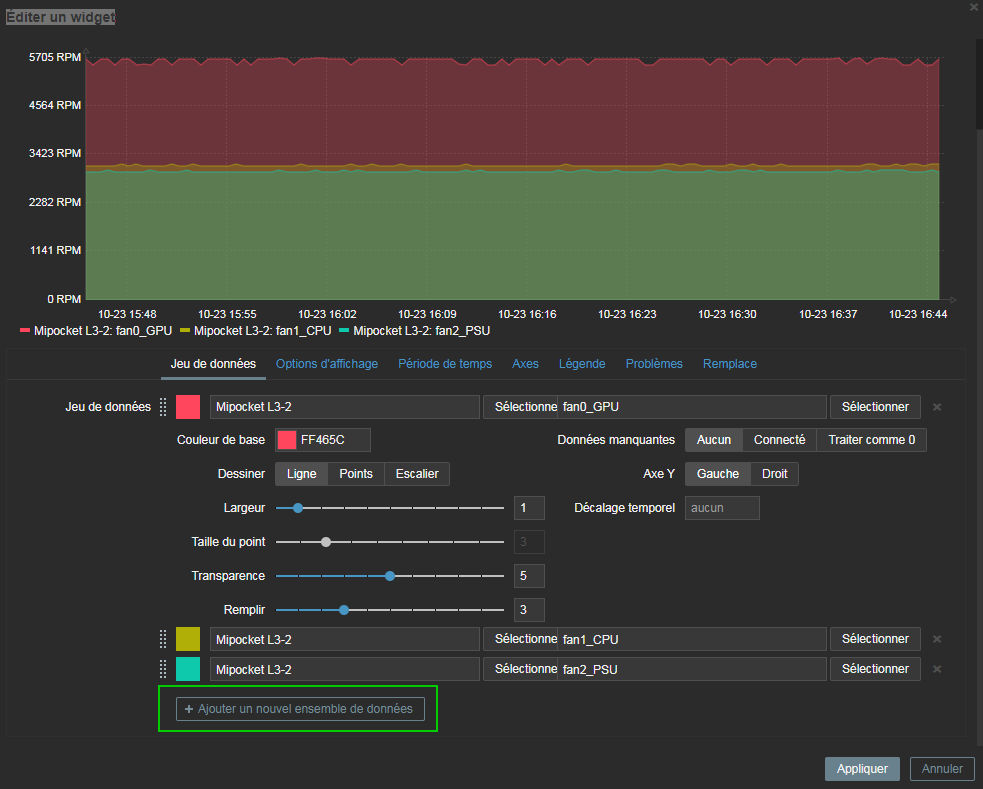 Éditer un widget
5705 RPM
4564 RPM
3423 RPM
2282 RPM
1141 RPM
0 RPM
10-23 15:48 10-23 15:55 10-23 16:02 10-23 16:09 10-23 16:16 10-23 16:23 10-23 16:30 10-23 16:37 10-23 16:44
Mipocket L3-2: fan0_GPU Mipocket L3-2: fan1_CPU Mipocket L3-2: fan2_PSU
Jeu de données Options d'affichage Période de temps Axes Légende Problèmes Remplace
Jeu de données Mipocket L3-2 Sélectionne fan0_GPU Sélectionner
Couleur de base FF465C Données manquantes Aucun Connecté Traiter comme 0
Dessiner Ligne Points Escalier Axe Y Gauche Droit
Largeur 1 Décalage temporel aucun
Taille du point 3
Transparence 5
Remplir 3
Mipocket L3-2 Sélectionne fan1_CPU Sélectionner
Mipocket L3-2 Sélectionne fan2_PSU Sélectionner
+ Ajouter un nouvel ensemble de données
Appliquer Annuler